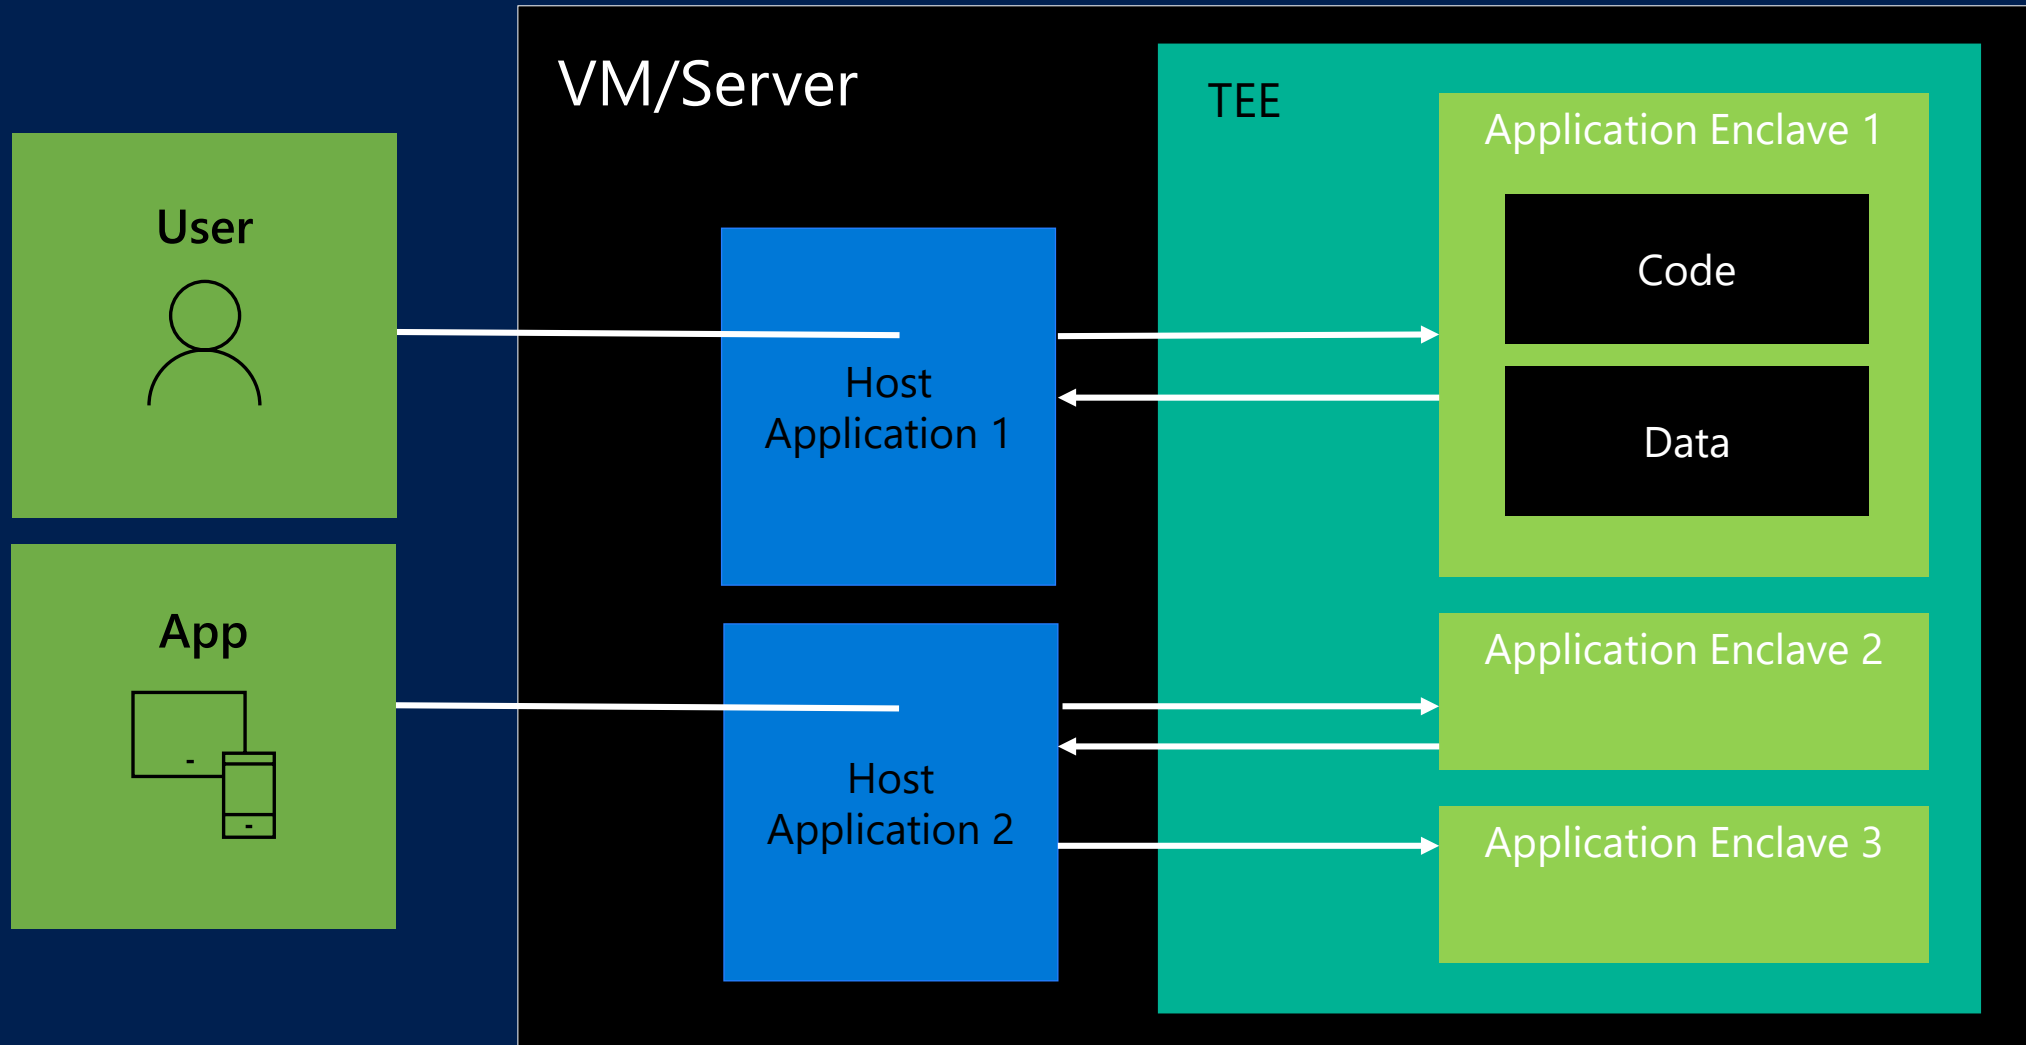 VM/Server
TEE
Application Enclave 1
User
Code
Host
Application 1
Data
App
Application Enclave 2
Host
Application 2
Application Enclave 3